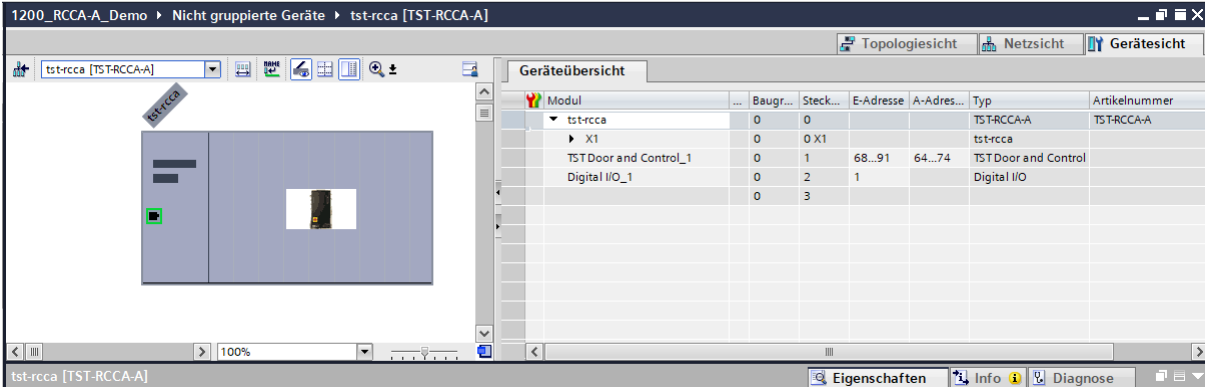 1200_RCCA-A_Demo ▸ Nicht gruppierte Geräte ▸ tst-rcca [TST-RCCA-A]
Topologiesicht Netzsicht Gerätesicht
tst-rcca [TST-RCCA-A]
Geräteübersicht
tst-rcca
Modul ... Baugr... Steck... E-Adresse A-Adres... Typ Artikelnummer
tst-rcca 0 0 TST-RCCA-A TST-RCCA-A
X1 0 0 X1 tst-rcca
TST Door and Control_1 0 1 68...91 64...74 TST Door and Control
Digital I/O_1 0 2 1 Digital I/O
0 3
100%
tst-rcca [TST-RCCA-A]
Eigenschaften Info Diagnose